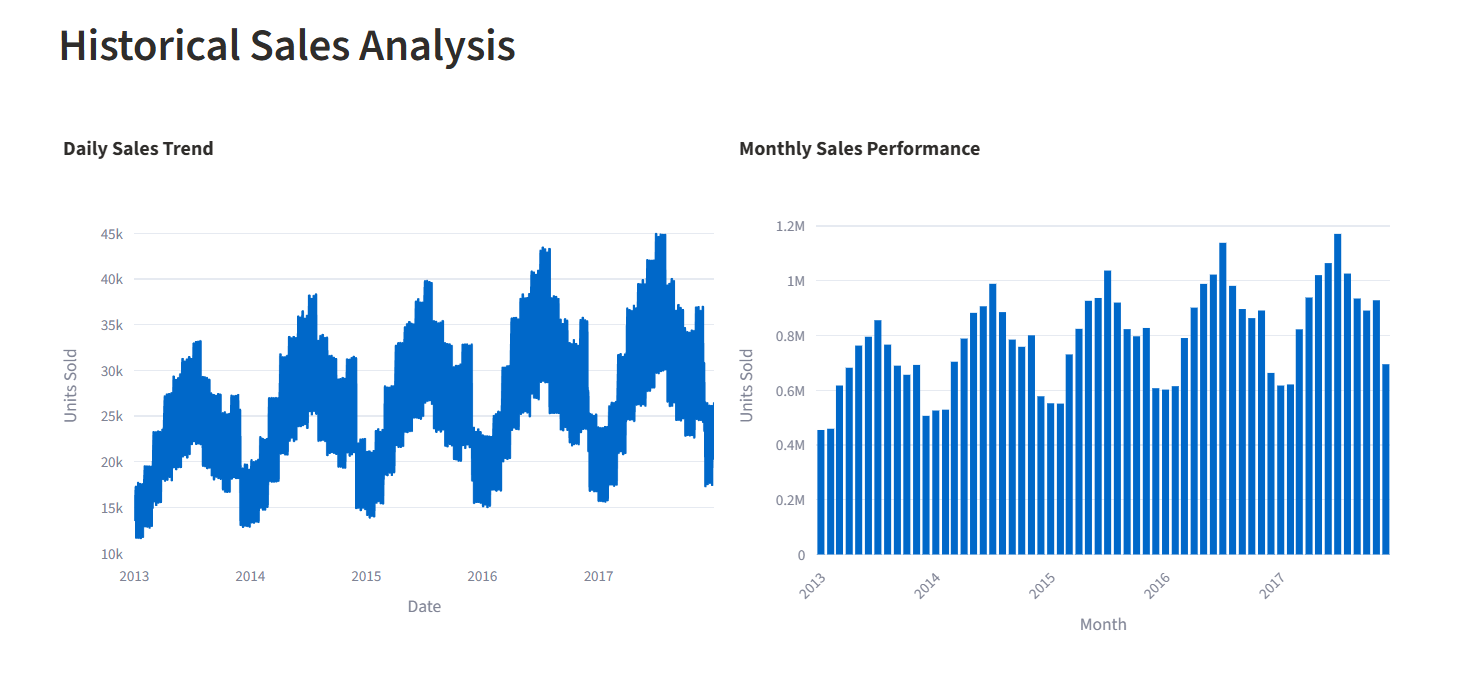 Historical Sales Analysis
Daily Sales Trend
Units Sold
45k
40k
35k
30k
25k
20k
15k
10k
2013
2014
2015
2016
2017
Date
Monthly Sales Performance
Units Sold
1.2M
1M
0.8M
0.6M
0.4M
0.2M
0
2013
2014
2015
2016
2017
Month